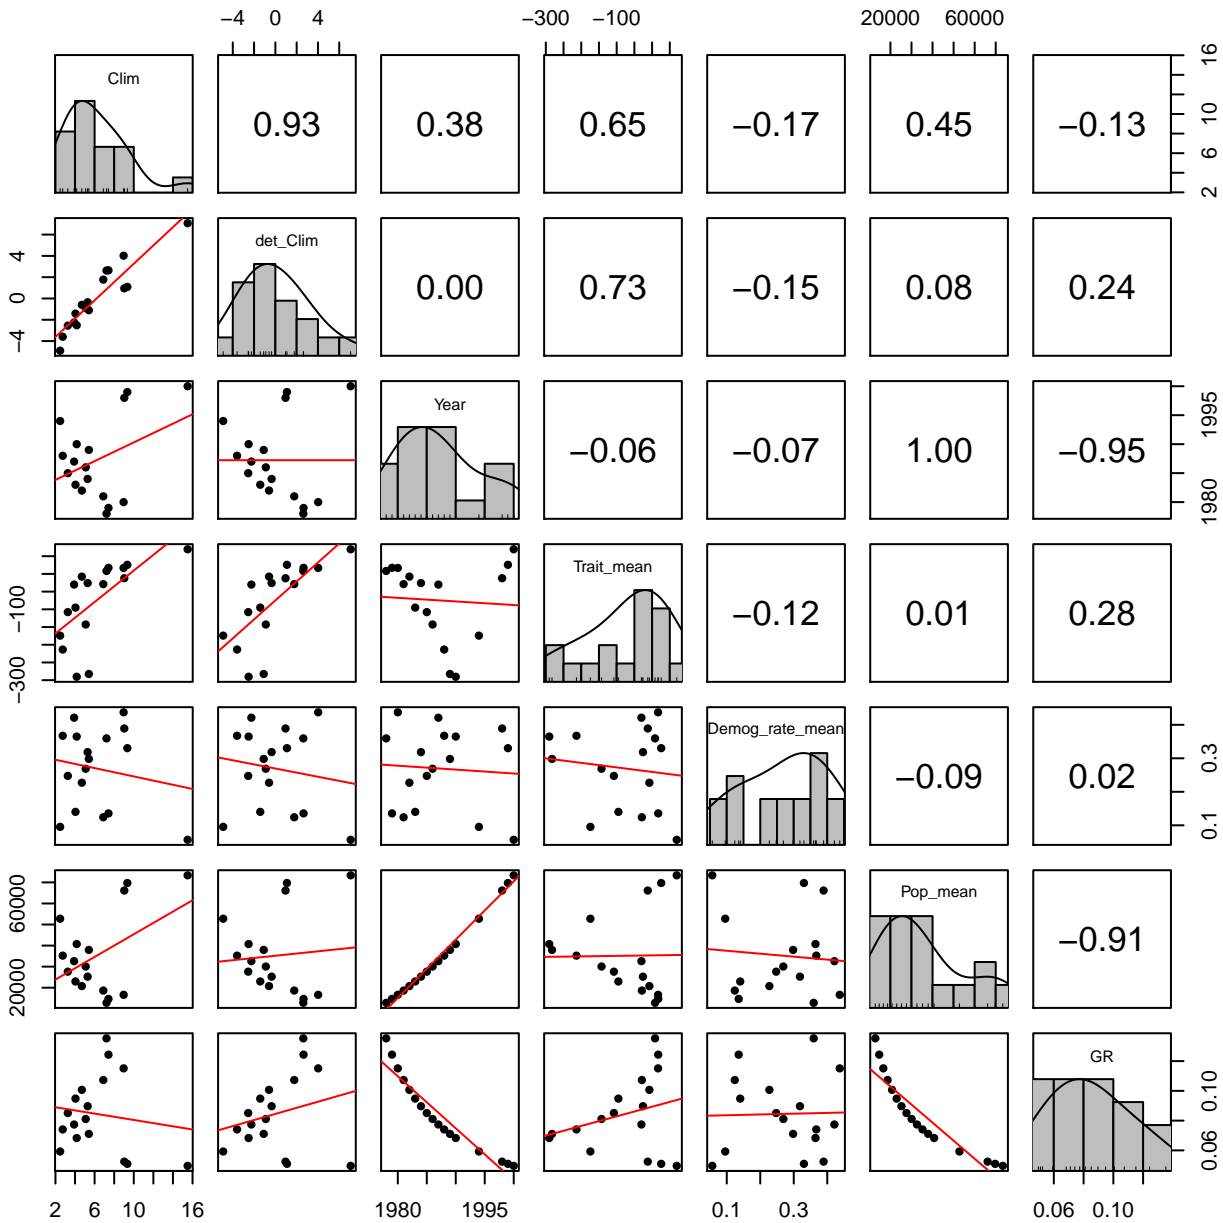 −4 0 4 −300 −100 20000 60000
Clim 0.93 0.38 0.65 −0.17 0.45 −0.13
2 6 10 16
det_Clim 0.00 0.73 −0.15 0.08 0.24
−4 0 4
Year −0.06 −0.07 1.00 −0.95
1980 1995
Trait_mean −0.12 0.01 0.28
−300 −100
Demog_rate_mean −0.09 0.02
0.1 0.3
Pop_mean −0.91
20000 60000
GR
0.06 0.10
2 6 10 16 1980 1995 0.1 0.3 0.06 0.10